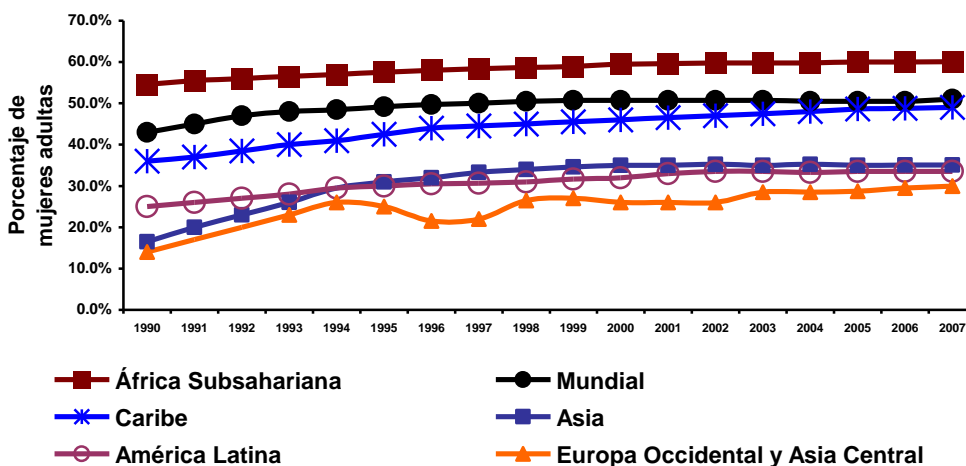 70.0%
60.0%
50.0%
40.0%
30.0%
20.0%
10.0%
0.0%
Porcentaje de
mujeres adultas
1990 1991 1992 1993 1994 1995 1996 1997 1998 1999 2000 2001 2002 2003 2004 2005 2006 2007
África Subsahariana Mundial
Caribe Asia
América Latina Europa Occidental y Asia Central